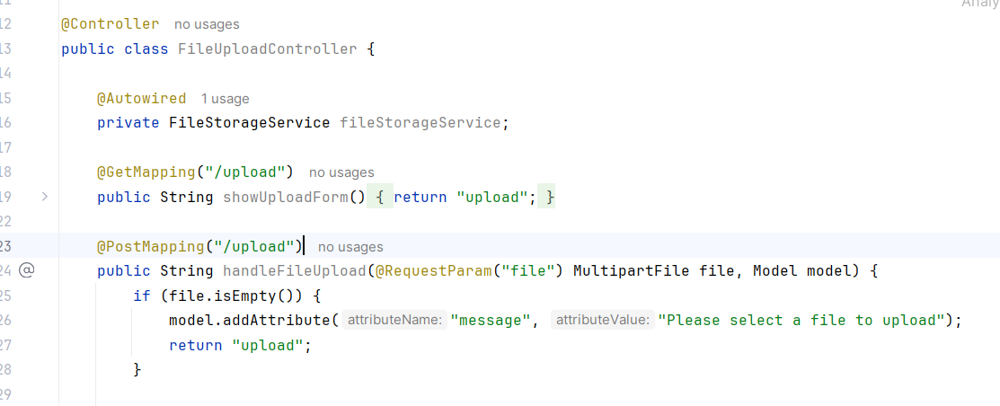 Analy
12 @Controller no usages
13 public class FileUploadController {
14
15 @Autowired 1 usage
16 private FileStorageService fileStorageService;
17
18 @GetMapping("/upload") no usages
19 public String showUploadForm() { return "upload"; }
22
23 @PostMapping("/upload") no usages
24 @ public String handleFileUpload(@RequestParam("file") MultipartFile file, Model model) {
25 if (file.isEmpty()) {
26 model.addAttribute( attributeName: "message", attributeValue: "Please select a file to upload");
27 return "upload";
28 }
29